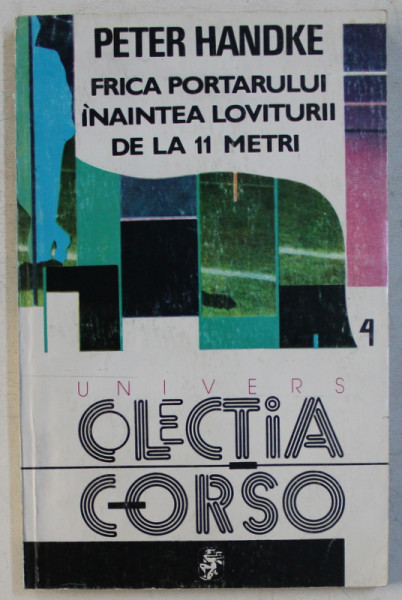 PETER HANDKE
FRICA PORTARULUI
ÎNAINTEA LOVITURII
DE LA 11 METRI
4
UNIVERS
COLECȚiA
CORSO